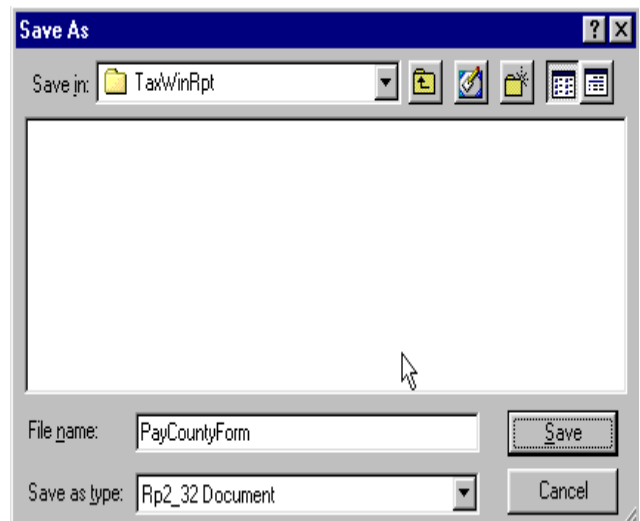 Save As
Save in: TaxWinRpt
File name: PayCountyForm
Save
Save as type: Rp2_32 Document
Cancel